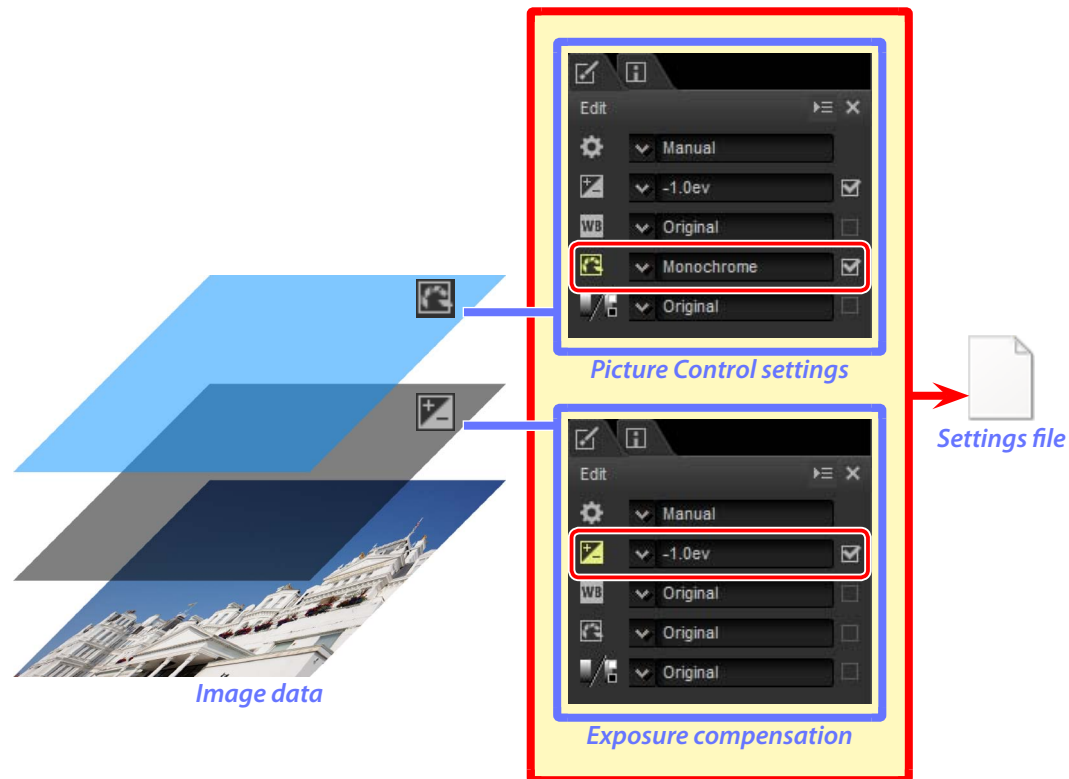 Edit
Manual
-1.0ev
WB Original
Monochrome
Original
Picture Control settings
Settings file
Edit
Manual
-1.0ev
WB Original
Original
Original
Exposure compensation
Image data